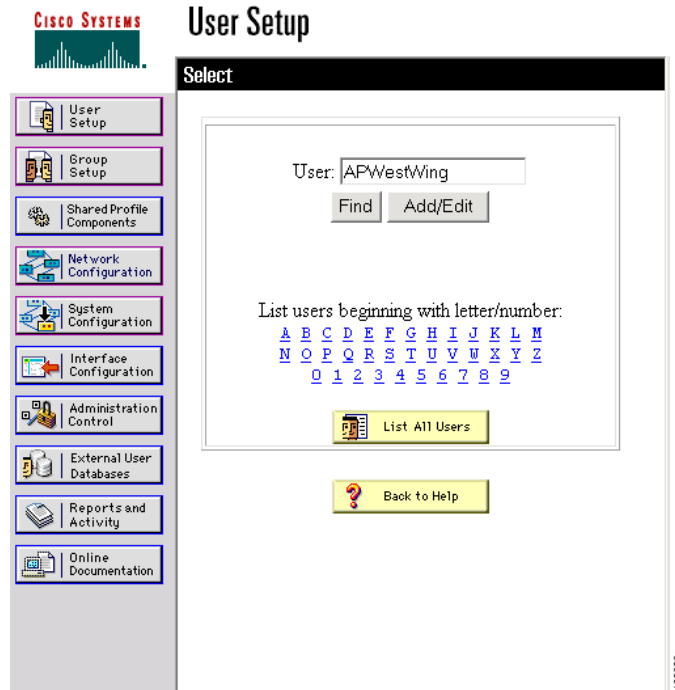 CISCO SYSTEMS
User Setup
Select
User
Setup
Group
Setup
Shared Profile
Components
Network
Configuration
System
Configuration
Interface
Configuration
Administration
Control
External User
Databases
Reports and
Activity
Online
Documentation
User: APWestWing
Find Add/Edit
List users beginning with letter/number:
A B C D E F G H I J K L M
N O P Q R S T U V W X Y Z
0 1 2 3 4 5 6 7 8 9
List All Users
Back to Help